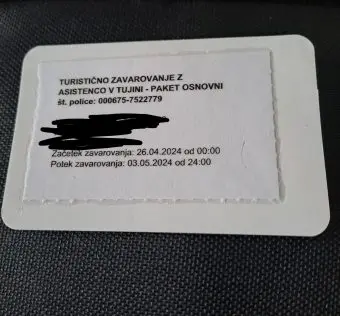 TURISTIČNO ZAVAROVANJE Z
ASISTENCO V TUJINI - PAKET OSNOVNI
št. police: 000675-7522779
Začetek zavarovanja: 26.04.2024 od 00:00
Potek zavarovanja: 03.05.2024 od 24:00